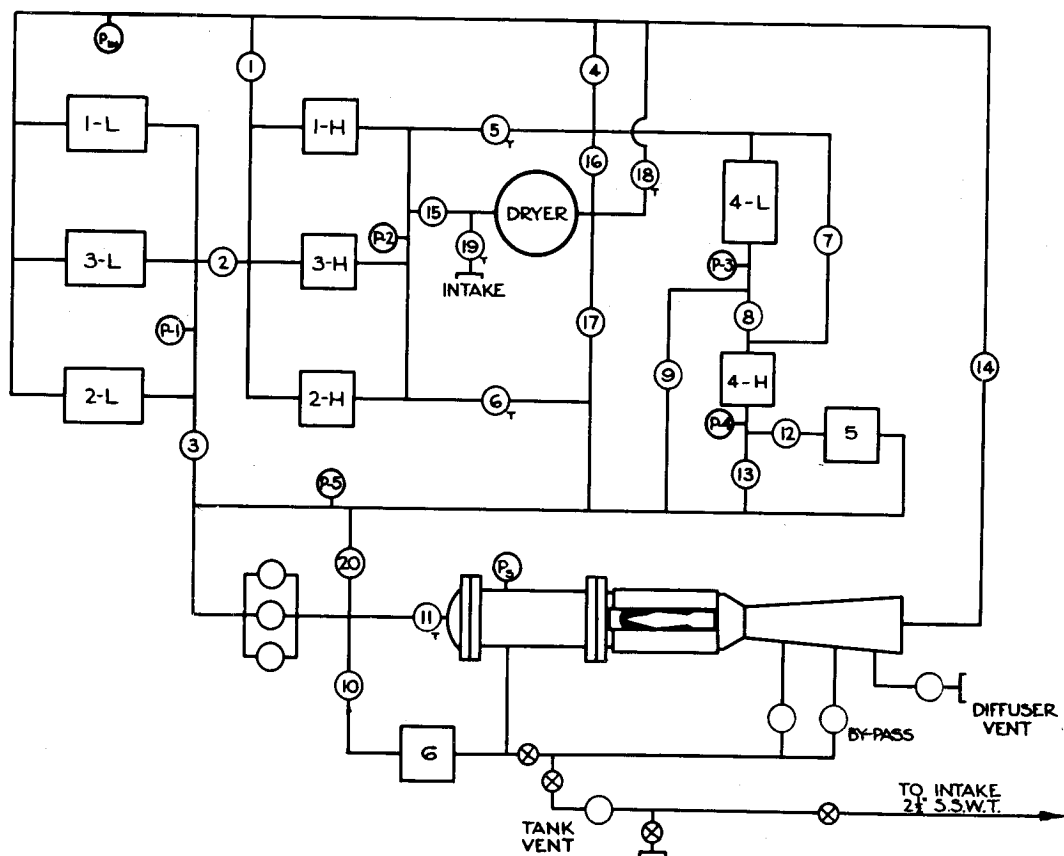 1
4
1-L
1-H
5
T
16
18
T
4-L
DRYER
15
P-2
19
T
INTAKE
7
P-3
3-L
2
3-H
P-1
17
8
9
14
2-L
2-H
6
T
4-H
P-4
12
5
3
13
P-5
20
Ps
11
T
10
6
BY-PASS
DIFFUSER
VENT
TO INTAKE
2½" S.S.W.T.
TANK
VENT